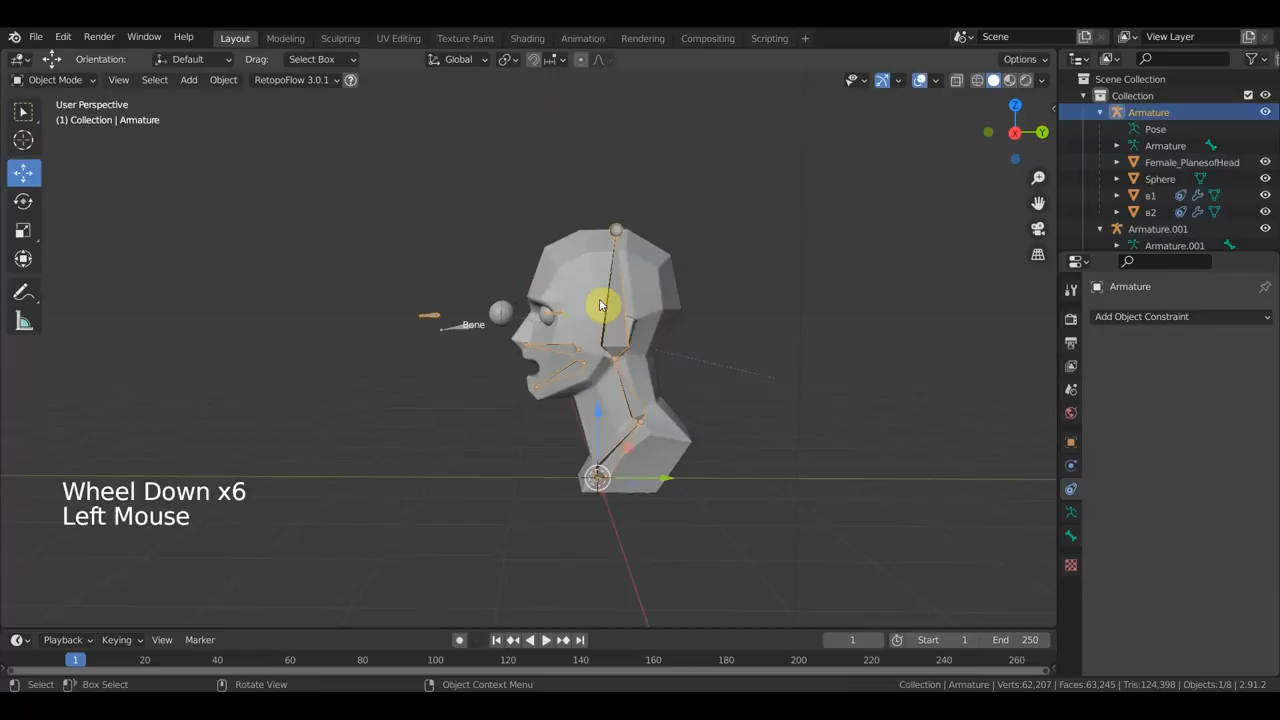 File Edit Render Window Help Layout Modeling Sculpting UV Editing Texture Paint Shading Animation Rendering Compositing Scripting + Scene View Layer
Orientation: Default Drag: Select Box Global Options
Object Mode View Select Add Object RetopoFlow 3.0.1
User Perspective
(1) Collection | Armature
Z
X
Y
Bone
Wheel Down x6
Left Mouse
Scene Collection
Collection
Armature
Pose
Armature
Female_PlanesofHead
Sphere
в1
в2
Armature.001
Armature.001
Armature
Add Object Constraint
Playback Keying View Marker 1 Start 1 End 250
1 20 40 60 80 100 120 140 160 180 200 220 240 260
Select Box Select Rotate View Object Context Menu Collection | Armature | Verts:62,207 | Faces:63,245 | Tris:124,398 | Objects:1/8 | 2.91.2